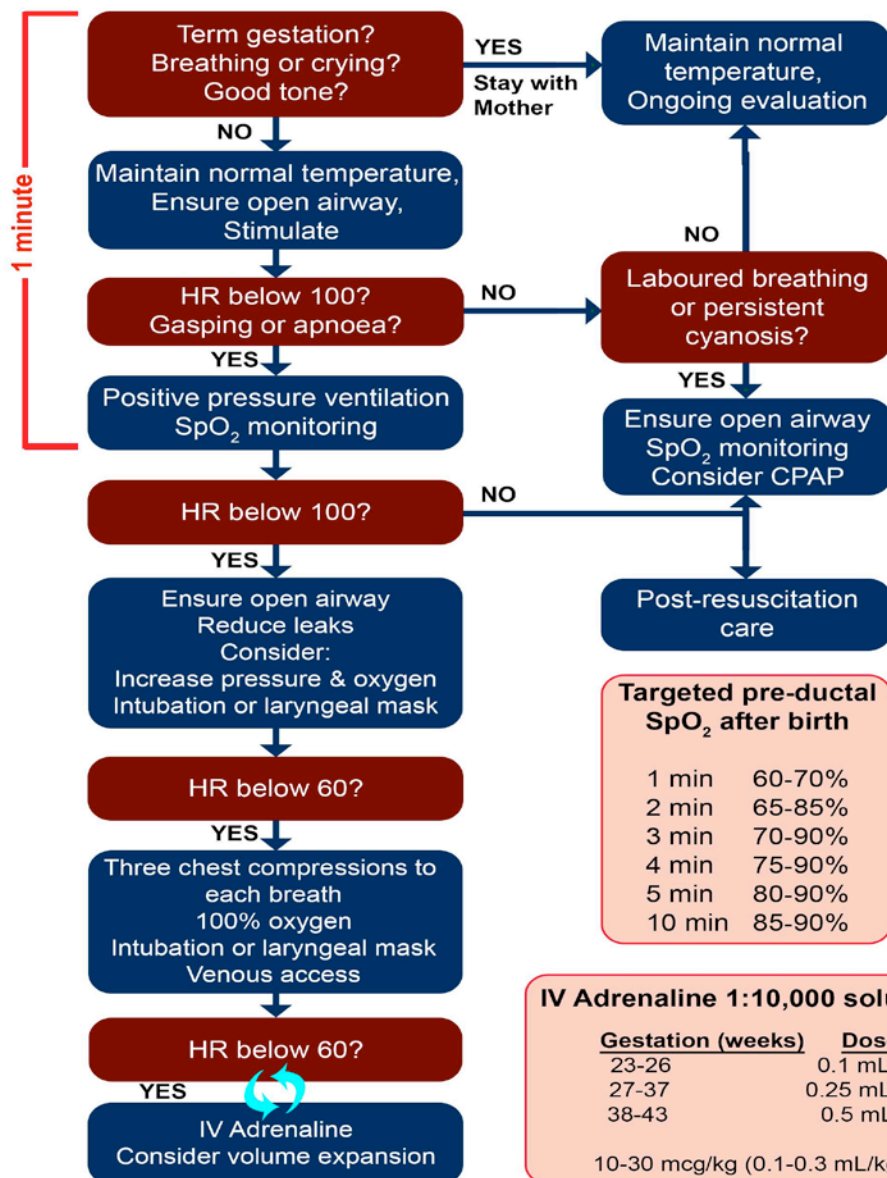 1 minute
Term gestation?
Breathing or crying?
Good tone?
YES
Stay with
Mother
Maintain normal
temperature,
Ongoing evaluation
NO
Maintain normal temperature,
Ensure open airway,
Stimulate
NO
HR below 100?
Gasping or apnoea?
NO
Laboured breathing
or persistent
cyanosis?
YES
YES
Positive pressure ventilation
SpO₂ monitoring
Ensure open airway
SpO₂ monitoring
Consider CPAP
HR below 100?
NO
YES
Ensure open airway
Reduce leaks
Consider:
Increase pressure & oxygen
Intubation or laryngeal mask
Post-resuscitation
care
HR below 60?
YES
Three chest compressions to
each breath
100% oxygen
Intubation or laryngeal mask
Venous access
HR below 60?
YES
IV Adrenaline
Consider volume expansion
Targeted pre-ductal
SpO₂ after birth
1 min 60-70%
2 min 65-85%
3 min 70-90%
4 min 75-90%
5 min 80-90%
10 min 85-90%
IV Adrenaline 1:10,000 solu
Gestation (weeks) Dos
23-26 0.1 mL
27-37 0.25 mL
38-43 0.5 mL
10-30 mcg/kg (0.1-0.3 mL/kg